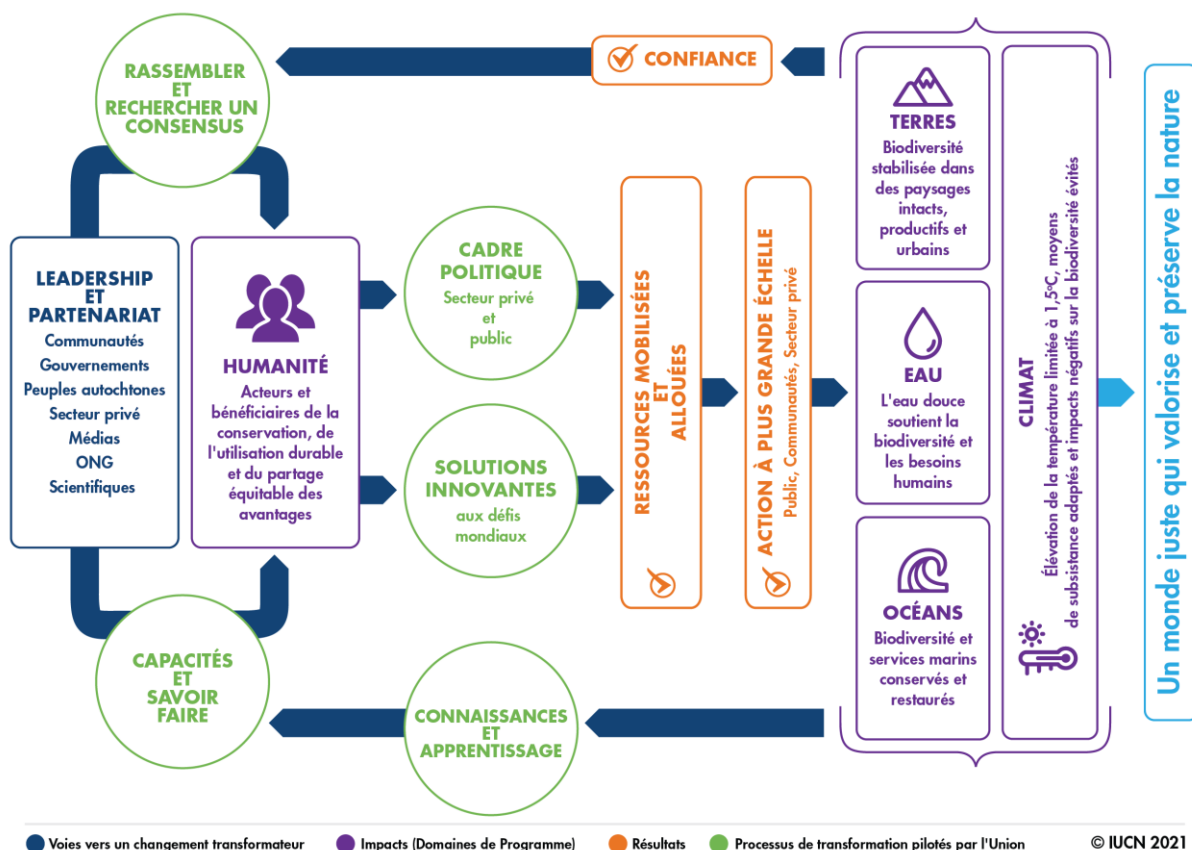 RASSEMBLER
ET
RECHERCHER UN
CONSENSUS
CONFIANCE
LEADERSHIP
ET
PARTENARIAT
Communautés
Gouvernements
Peuples autochtones
Secteur privé
Médias
ONG
Scientifiques
HUMANITÉ
Acteurs et
bénéficiaires de la
conservation, de
l'utilisation durable
et du partage
équitable des
avantages
CAPACITÉS
ET
SAVOIR
FAIRE
CADRE
POLITIQUE
Secteur privé
et
public
SOLUTIONS
INNOVANTES
aux défis
mondiaux
CONNAISSANCES
ET
APPRENTISSAGE
RESSOURCES MOBILISÉES
ET
ALLOUÉES
ACTION À PLUS GRANDE ÉCHELLE
Public, Communautés, Secteur privé
TERRES
Biodiversité
stabilisée dans
des paysages
intacts,
productifs et
urbains
EAU
L'eau douce
soutient la
biodiversité et
les besoins
humains
OCÉANS
Biodiversité et
services marins
conservés et
restaurés
CLIMAT
Élévation de la température limitée à 1,5°C, moyens
de subsistance adaptés et impacts négatifs sur la biodiversité évités
Un monde juste qui valorise et préserve la nature
Voies vers un changement transformateur
Impacts (Domaines de Programme)
Résultats
Processus de transformation pilotés par l'Union
© IUCN 2021